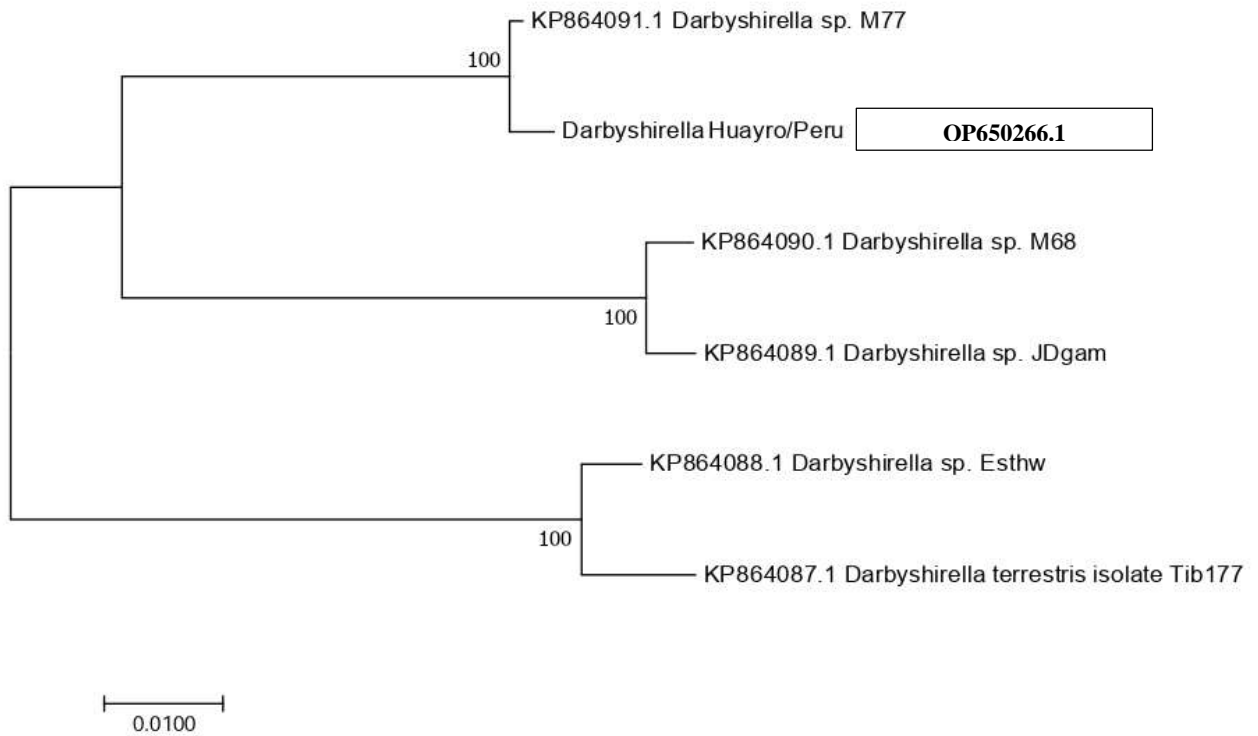 KP864091.1 Darbyshirella sp. M77
100
Darbyshirella Huayro/Peru OP650266.1
KP864090.1 Darbyshirella sp. M68
100
KP864089.1 Darbyshirella sp. JDgam
KP864088.1 Darbyshirella sp. Esthw
100
KP864087.1 Darbyshirella terrestris isolate Tib177
0.0100